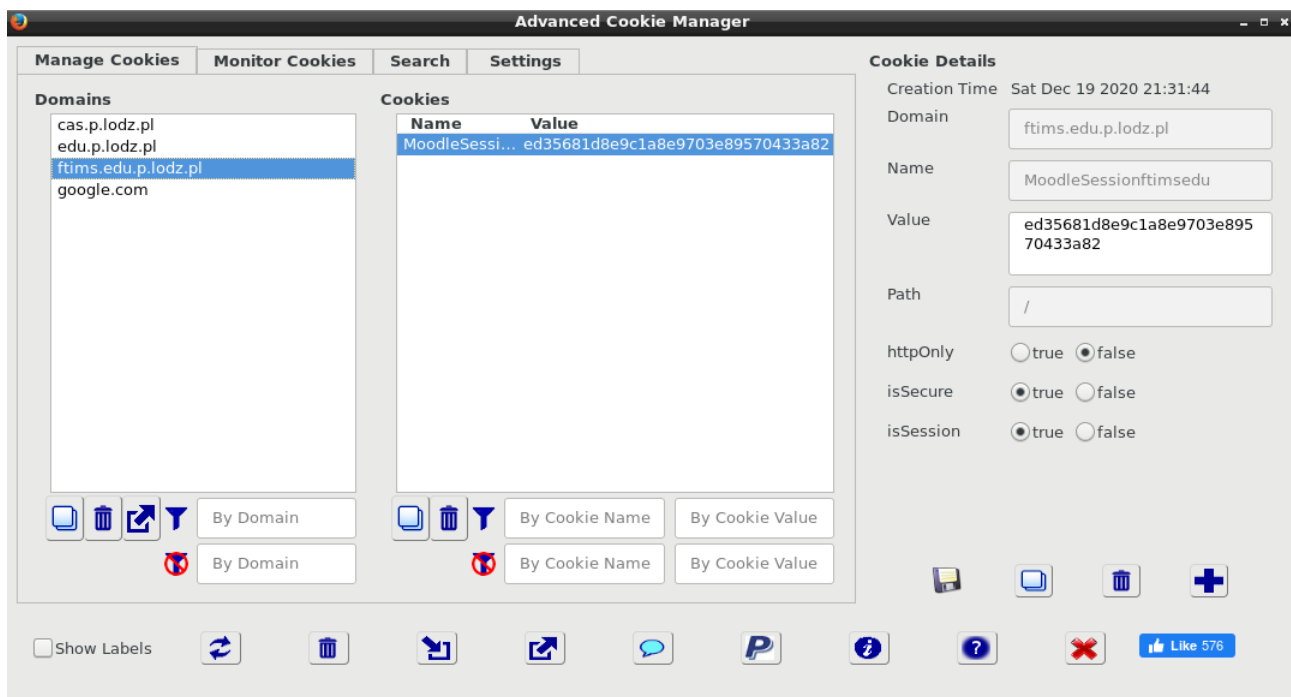 Advanced Cookie Manager
Manage Cookies Monitor Cookies Search Settings
Domains
cas.p.lodz.pl
edu.p.lodz.pl
ftims.edu.p.lodz.pl
google.com
By Domain
By Domain
Cookies
Name Value
MoodleSessi... ed35681d8e9c1a8e9703e89570433a82
By Cookie Name By Cookie Value
By Cookie Name By Cookie Value
Cookie Details
Creation Time Sat Dec 19 2020 21:31:44
Domain ftims.edu.p.lodz.pl
Name MoodleSessionftimsedu
Value ed35681d8e9c1a8e9703e895
70433a82
Path /
httpOnly true false
isSecure true false
isSession true false
Show Labels
Like 576